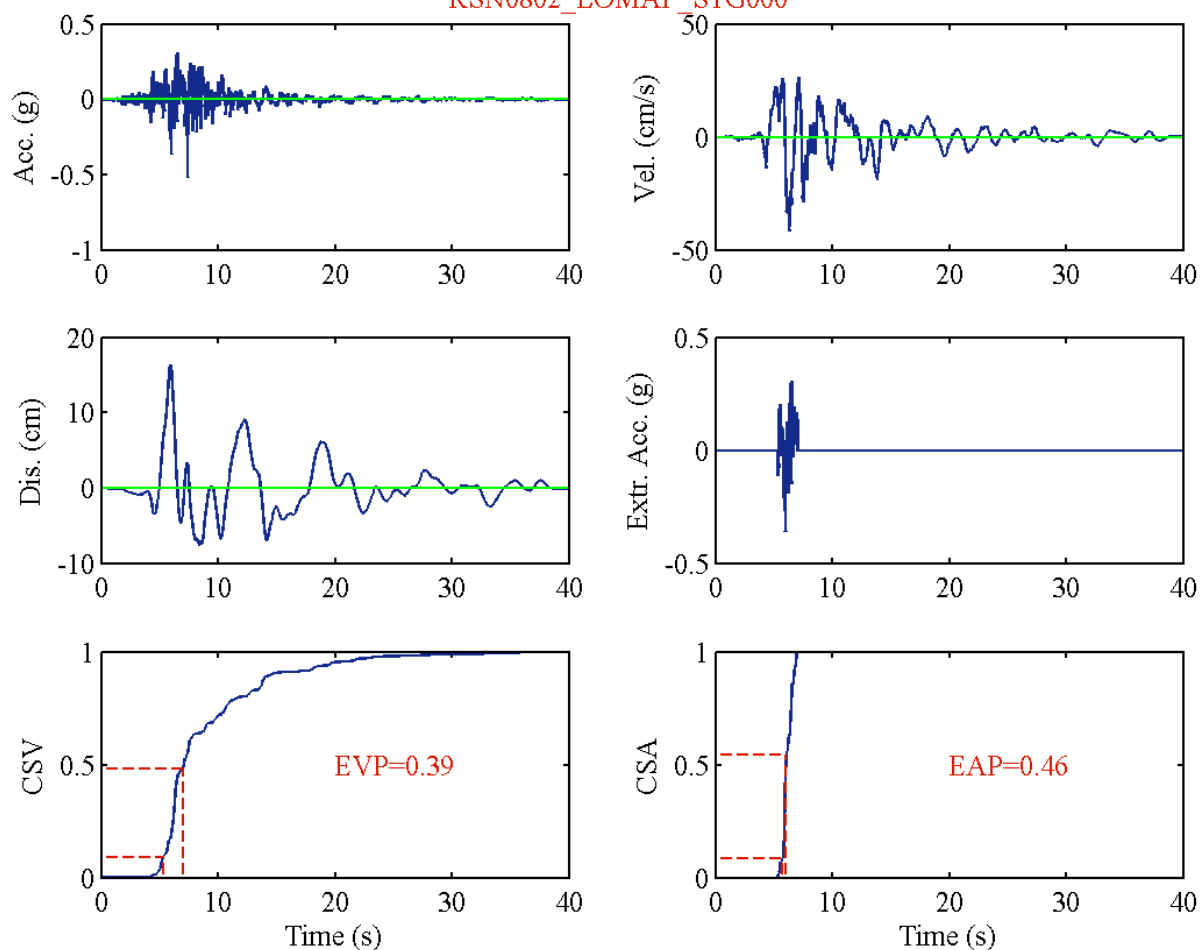 RSN0802_LOMAP_STG000
0.5
0
-0.5
-1
Acc. (g)
0 10 20 30 40
50
0
-50
Vel. (cm/s)
0 10 20 30 40
20
10
0
-10
Dis. (cm)
0 10 20 30 40
0.5
0
-0.5
Extr. Acc. (g)
0 10 20 30 40
1
0.5
0
CSV
EVP=0.39
0 10 20 30 40
Time (s)
1
0.5
0
CSA
EAP=0.46
0 10 20 30 40
Time (s)